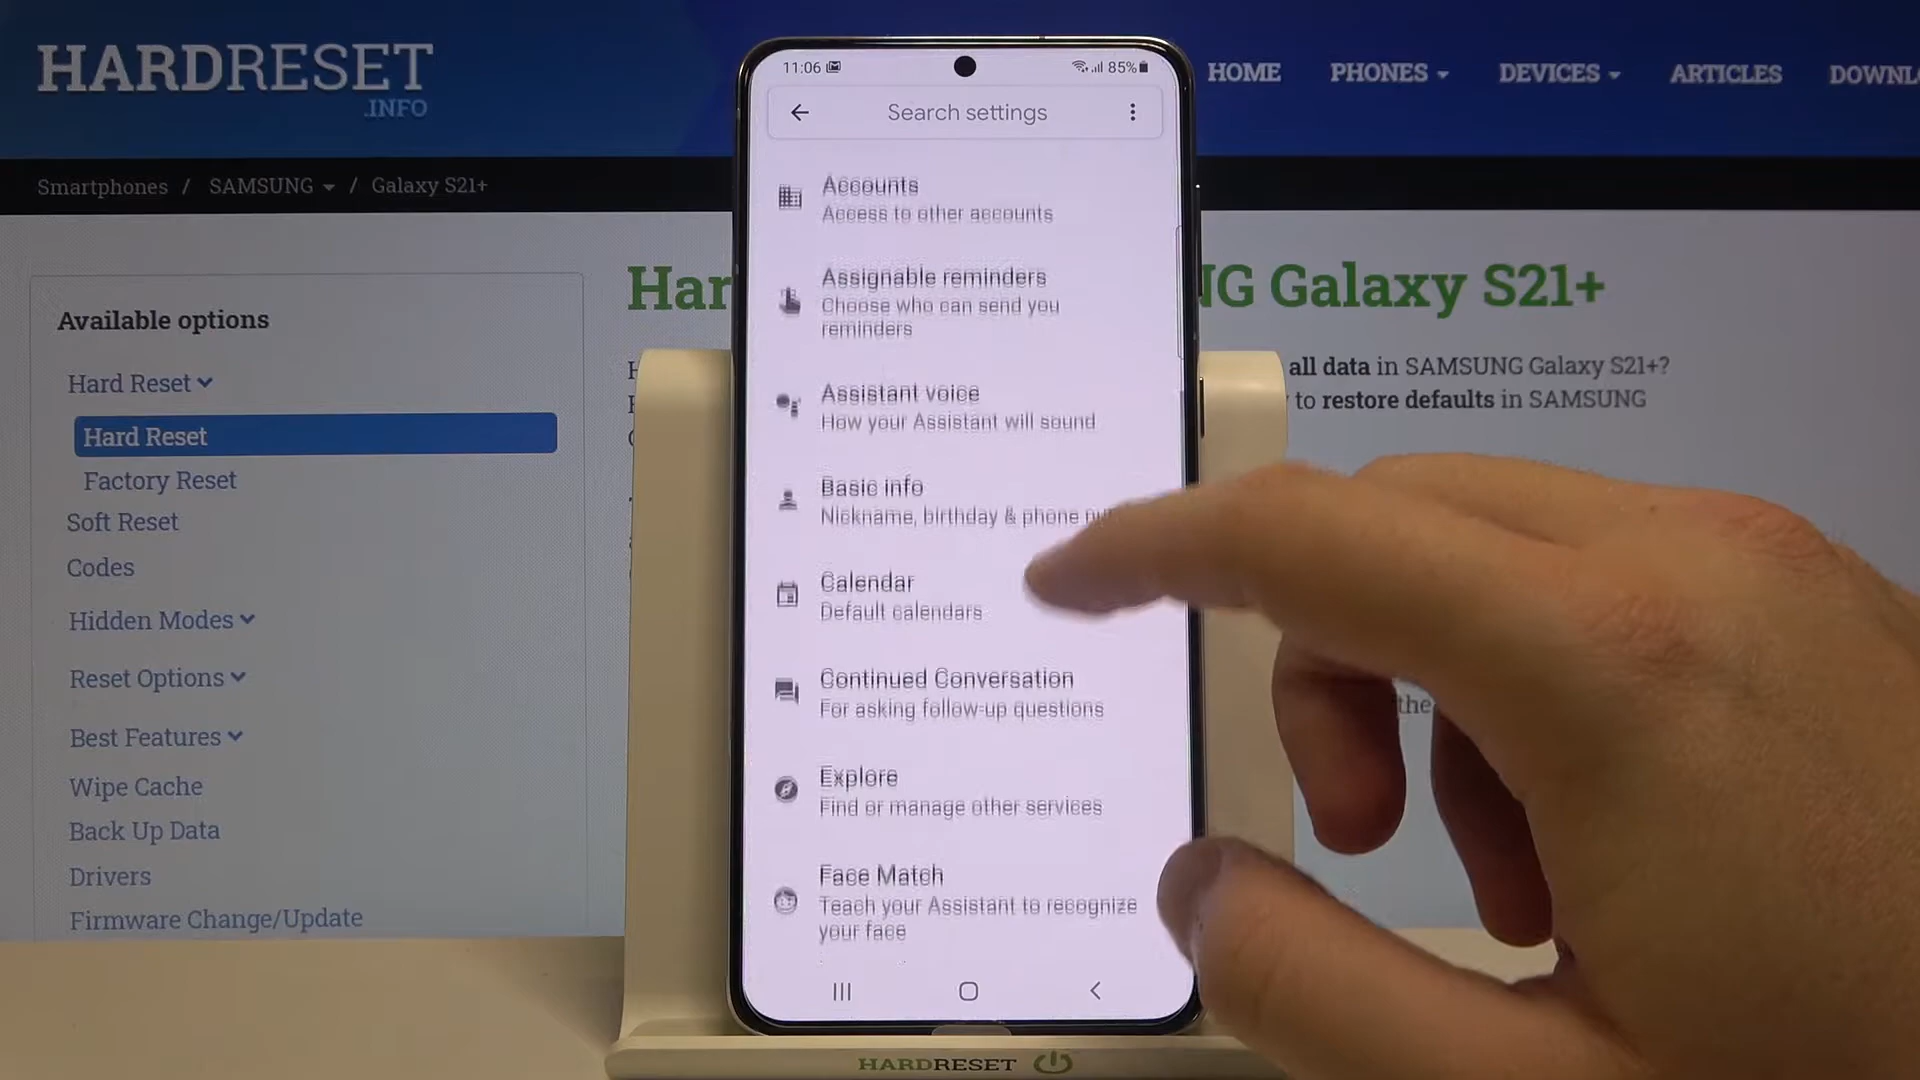 HARDRESET
.INFO
HOME
PHONES
DEVICES
ARTICLES
Smartphones / SAMSUNG / Galaxy S21+
Available options
Hard Reset
Hard Reset
Factory Reset
Soft Reset
Codes
Hidden Modes
Reset Options
Best Features
Wipe Cache
Back Up Data
Drivers
Firmware Change/Update
11:06
85%
Search settings
Accounts
Access to other accounts
Assignable reminders
Choose who can send you
reminders
Assistant voice
How your Assistant will sound
Basic info
Nickname, birthday & phone
Calendar
Default calendars
Continued Conversation
For asking follow-up questions
Explore
Find or manage other services
Face Match
Teach your Assistant to recognize
your face
Galaxy S21+
all data in SAMSUNG Galaxy S21+?
to restore defaults in SAMSUNG
the
HARDRESET